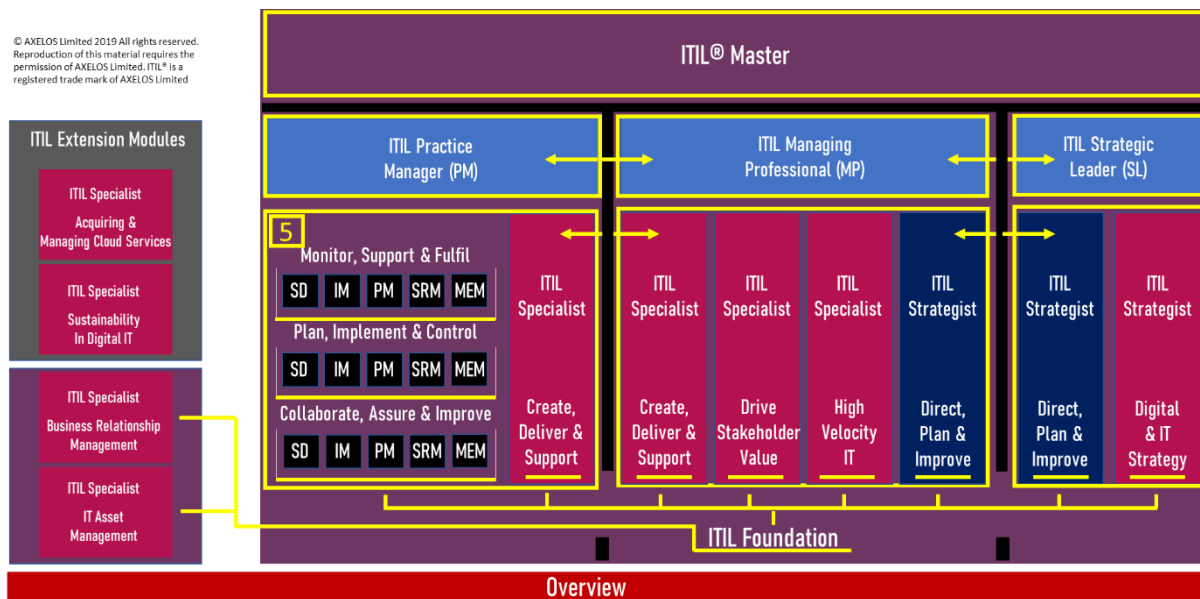 © AXELOS Limited 2019 All rights reserved.
Reproduction of this material requires the
permission of AXELOS Limited. ITIL® is a
registered trade mark of AXELOS Limited
ITIL® Master
ITIL Extension Modules
ITIL Specialist
Acquiring &
Managing Cloud Services
ITIL Specialist
Sustainability
In Digital IT
ITIL Specialist
Business Relationship
Management
ITIL Specialist
IT Asset
Management
ITIL Practice
Manager (PM)
ITIL Managing
Professional (MP)
ITIL Strategic
Leader (SL)
5
Monitor, Support & Fulfil
SD IM PM SRM MEM
Plan, Implement & Control
SD IM PM SRM MEM
Collaborate, Assure & Improve
SD IM PM SRM MEM
ITIL
Specialist
Create,
Deliver &
Support
ITIL
Specialist
Create,
Deliver &
Support
ITIL
Specialist
Drive
Stakeholder
Value
ITIL
Specialist
High
Velocity
IT
ITIL
Strategist
Direct,
Plan &
Improve
ITIL
Strategist
Direct,
Plan &
Improve
ITIL
Strategist
Digital
& IT
Strategy
ITIL Foundation
Overview